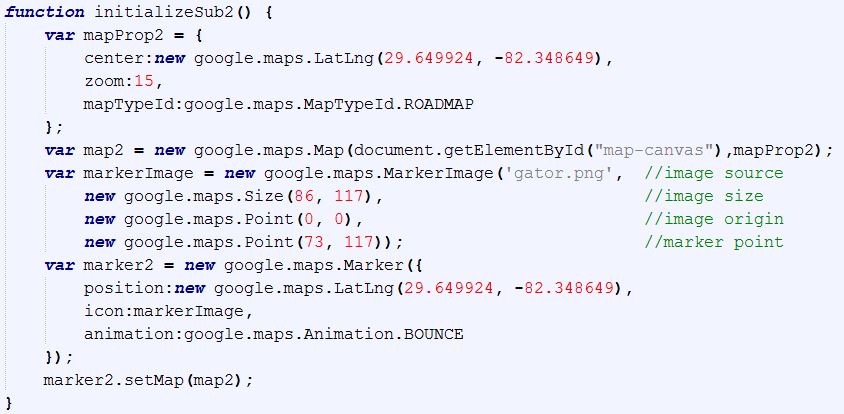 function initializeSub2() {
    var mapProp2 = {
        center:new google.maps.LatLng(29.649924, -82.348649),
        zoom:15,
        mapTypeId:google.maps.MapTypeId.ROADMAP
    };
    var map2 = new google.maps.Map(document.getElementById("map-canvas"),mapProp2);
    var markerImage = new google.maps.MarkerImage('gator.png',  //image source
        new google.maps.Size(86, 117),                          //image size
        new google.maps.Point(0, 0),                            //image origin
        new google.maps.Point(73, 117));                        //marker point
    var marker2 = new google.maps.Marker({
        position:new google.maps.LatLng(29.649924, -82.348649),
        icon:markerImage,
        animation:google.maps.Animation.BOUNCE
    });
    marker2.setMap(map2);
}